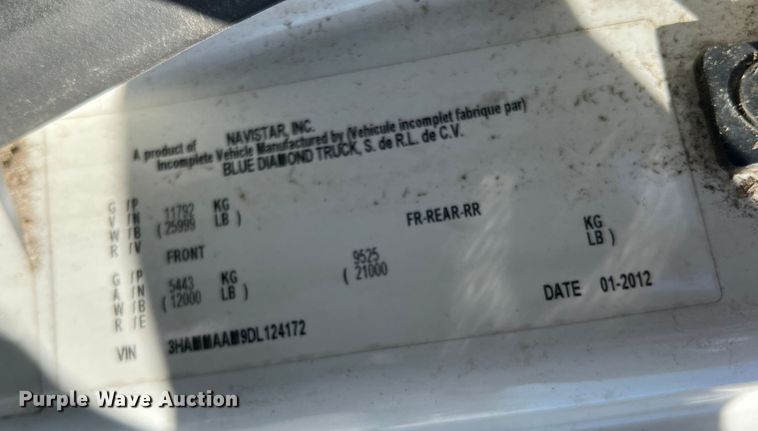 A product of NAVISTAR, INC.
Incomplete Vehicle Manufactured by (Vehicule incomplet fabrique par)
BLUE DIAMOND TRUCK, S. de R.L. de C.V.
G /P
V /N 11792 KG
W /B ( 25999 LB )
R /V
FRONT FR-REAR-RR
G /P
A /N 5443 KG 9525 KG
W /B ( 12000 LB ) ( 21000 LB )
R /E
DATE 01-2012
VIN 3HAMMAAM9DL124172
Purple Wave Auction